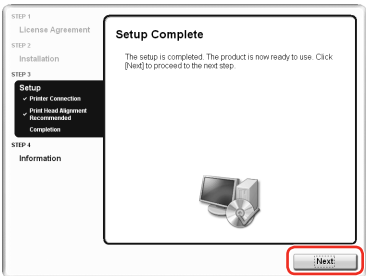 STEP 1
License Agreement
STEP 2
Installation
STEP 3
Setup
Printer Connection
Print Head Alignment
Recommended
Completion
STEP 4
Information
Setup Complete
The setup is completed. The product is now ready to use. Click
[Next] to proceed to the next step.
Next